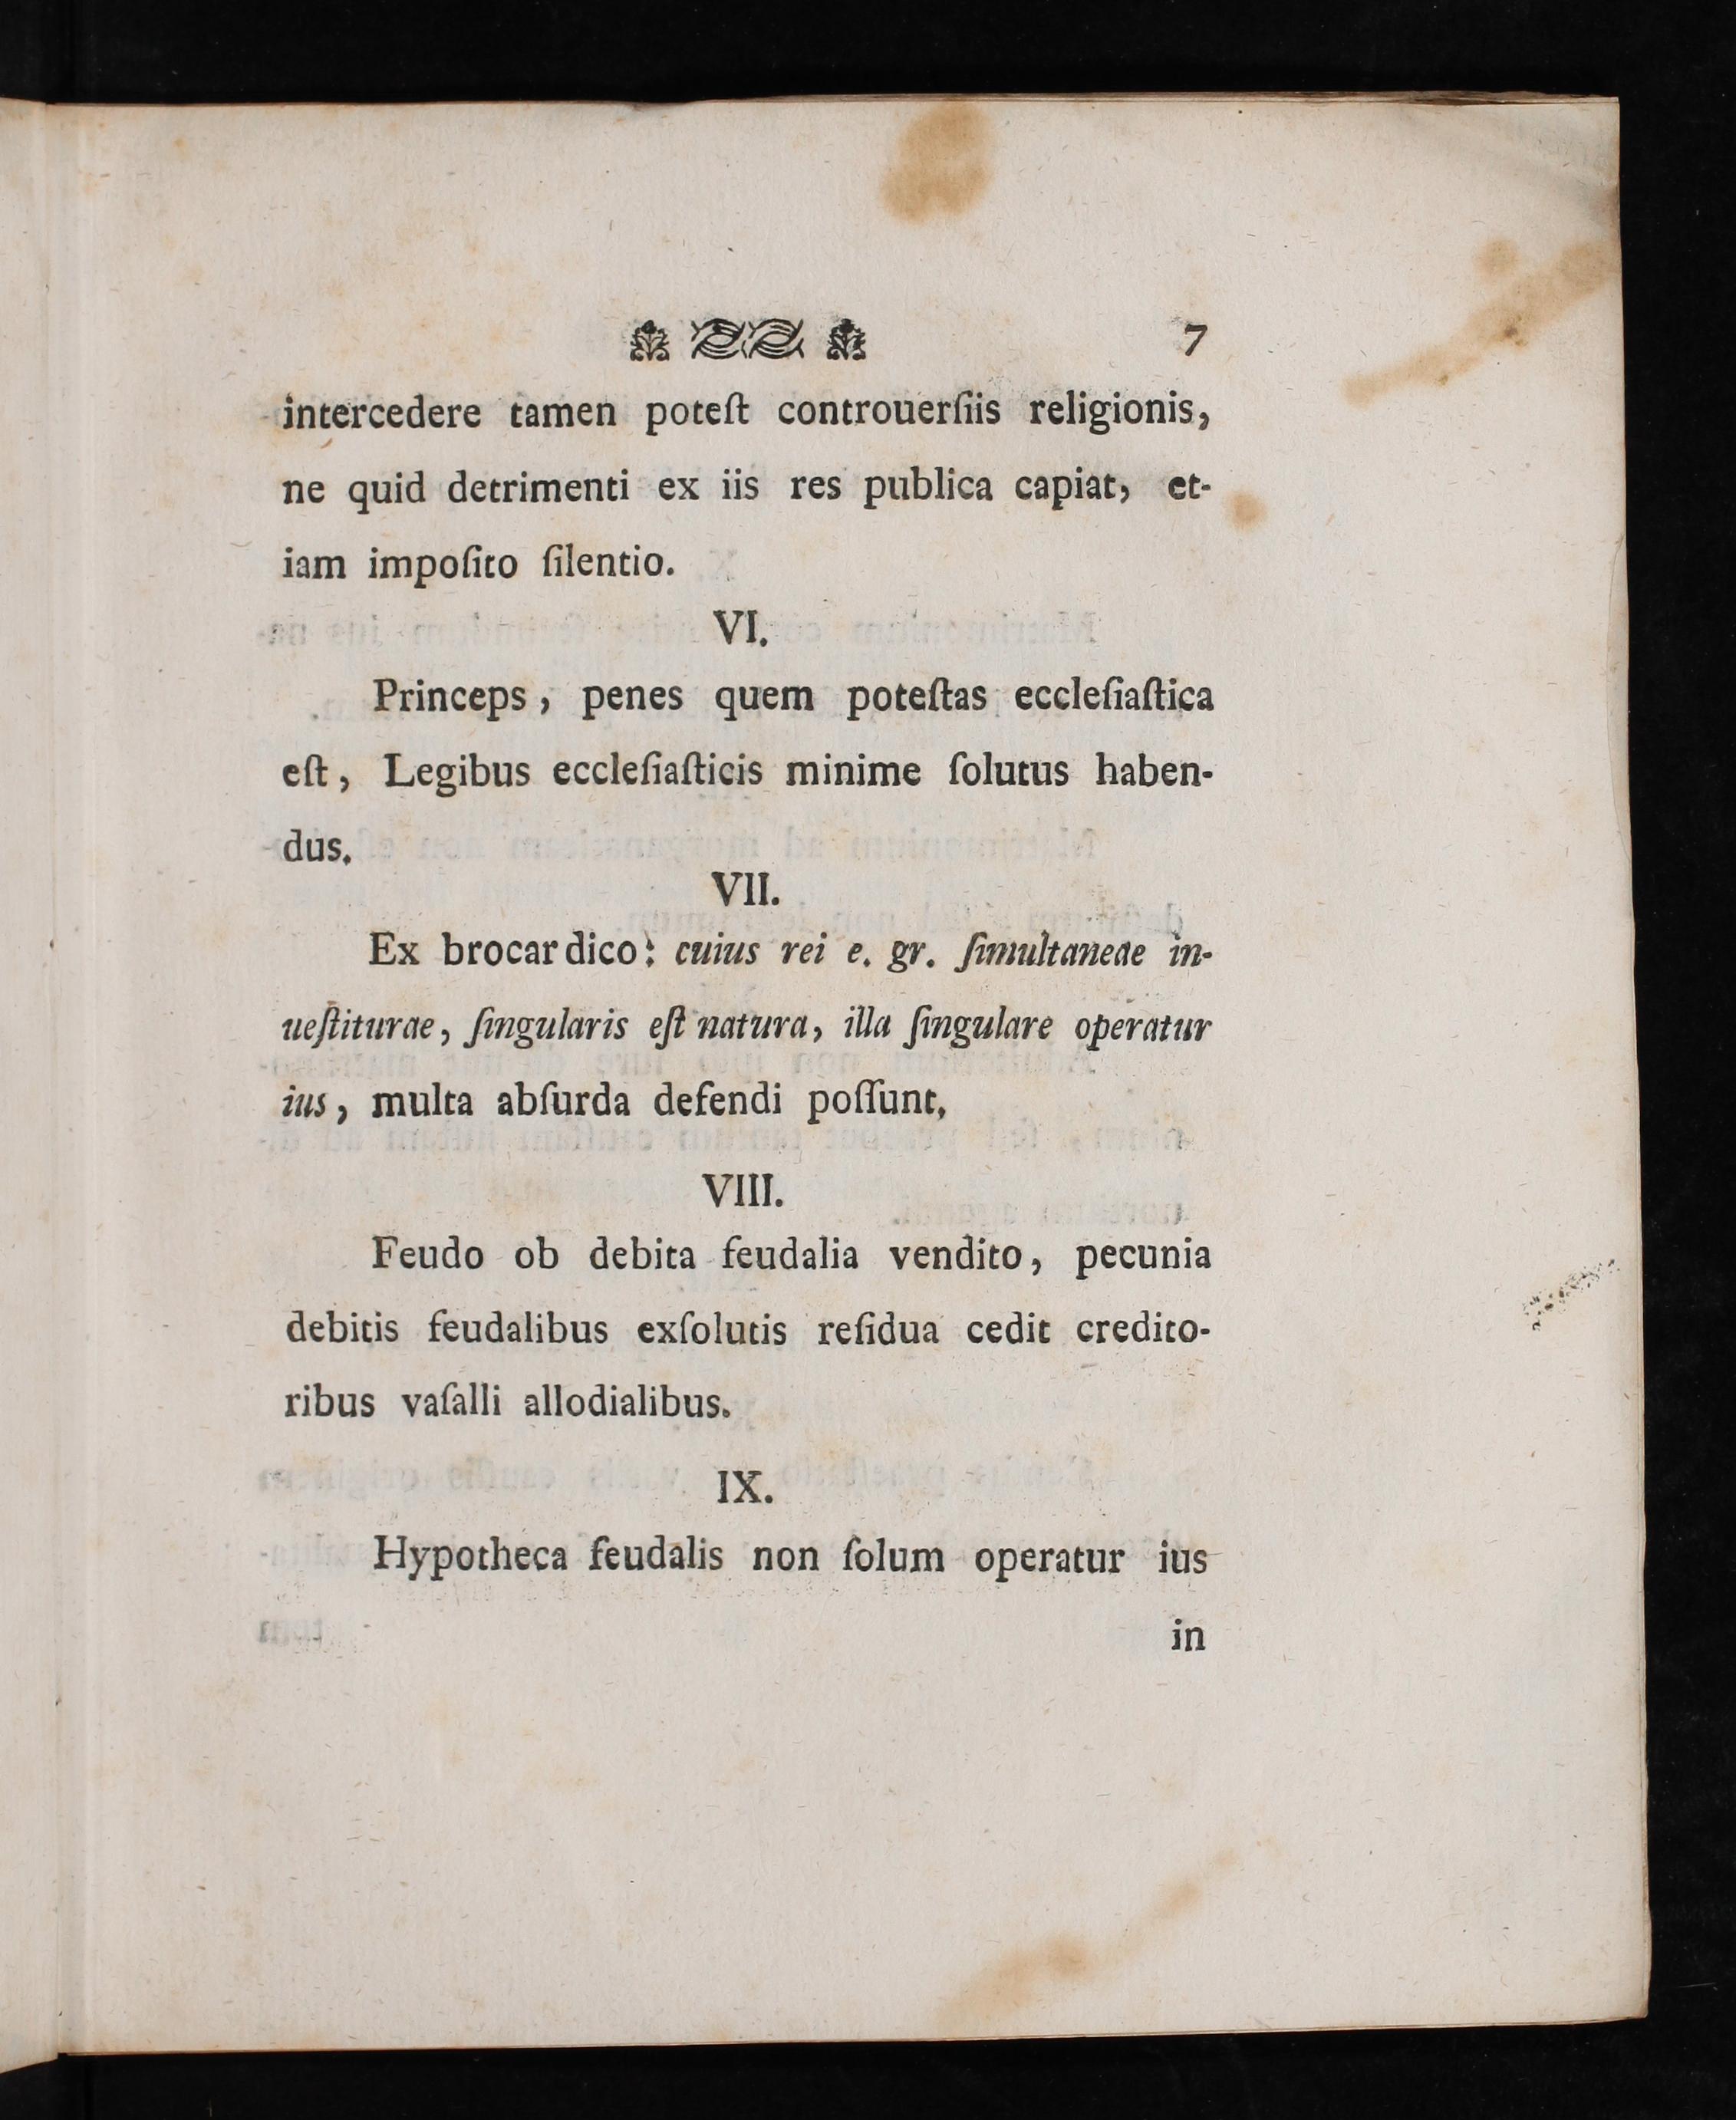 7
intercedere tamen poteſt controuerſiis religionis,
ne quid detrimenti ex iis res publica capiat, et-
iam impoſito ſilentio.
VI.
Princeps, penes quem poteſtas eccleſiaſtica
eſt, Legibus eccleſiaſticis minime ſolutus haben-
dus.
VII.
Ex brocardico: cuius rei e. gr. ſimultaneae in-
ueſtiturae, ſingularis eſt natura, illa ſingulare operatur
ius, multa abſurda defendi poſſunt.
VIII.
Feudo ob debita feudalia vendito, pecunia
debitis feudalibus exſolutis reſidua cedit credito-
ribus vaſalli allodialibus.
IX.
Hypotheca feudalis non ſolum operatur ius
in